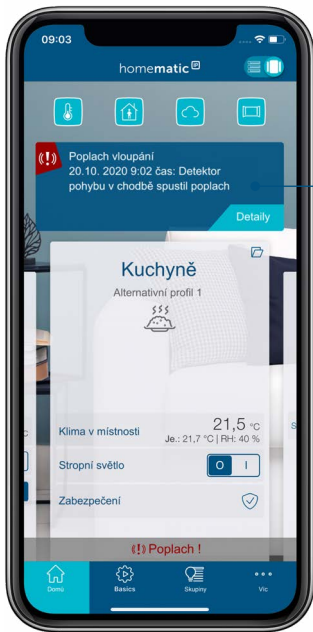 09:03
homematic IP
Poplach vloupání
20.10. 2020 9:02 čas: Detektor
pohybu v chodbě spustil poplach
Detaily
Kuchyně
Alternativní profil 1
Klima v místnosti
21,5 °C
Je.: 21,7 °C | RH: 40 %
Stropní světlo
O I
Zabezpečení
Poplach !
Domů
Basics
Skupiny
Víc